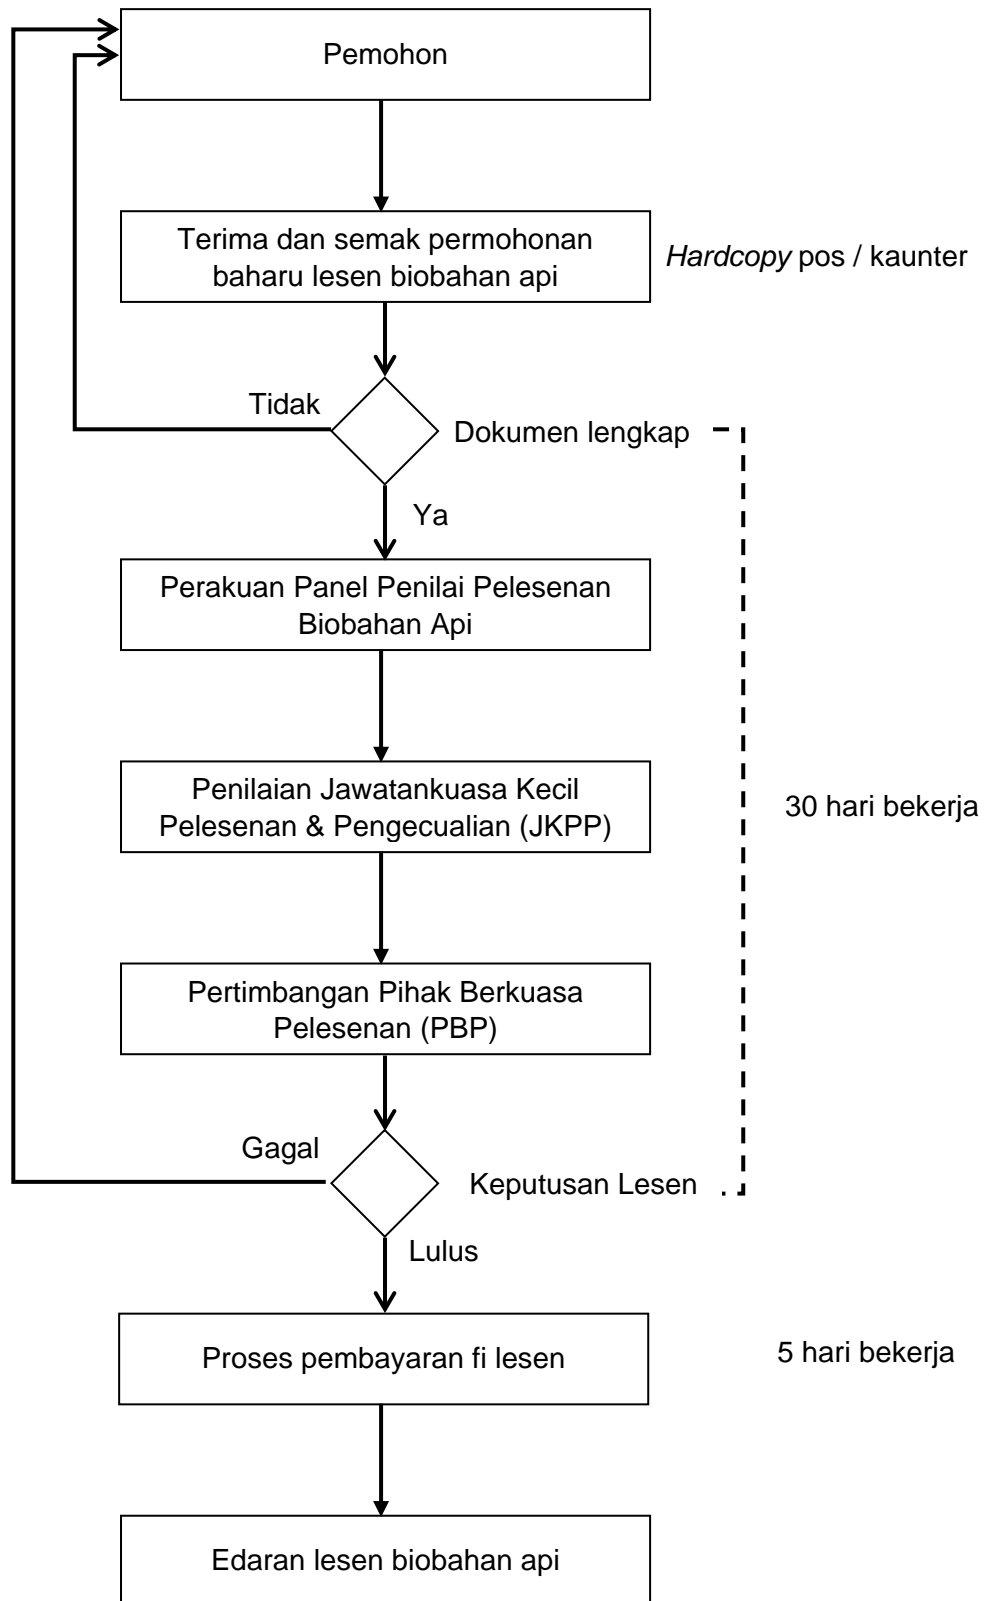 Pemohon
Terima dan semak permohonan
baharu lesen biobahan api
Hardcopy pos / kaunter
Tidak
Dokumen lengkap
Ya
Perakuan Panel Penilai Pelesenan
Biobahan Api
Penilaian Jawatankuasa Kecil
Pelesenan & Pengecualian (JKPP)
30 hari bekerja
Pertimbangan Pihak Berkuasa
Pelesenan (PBP)
Gagal
Keputusan Lesen
Lulus
Proses pembayaran fi lesen
5 hari bekerja
Edaran lesen biobahan api